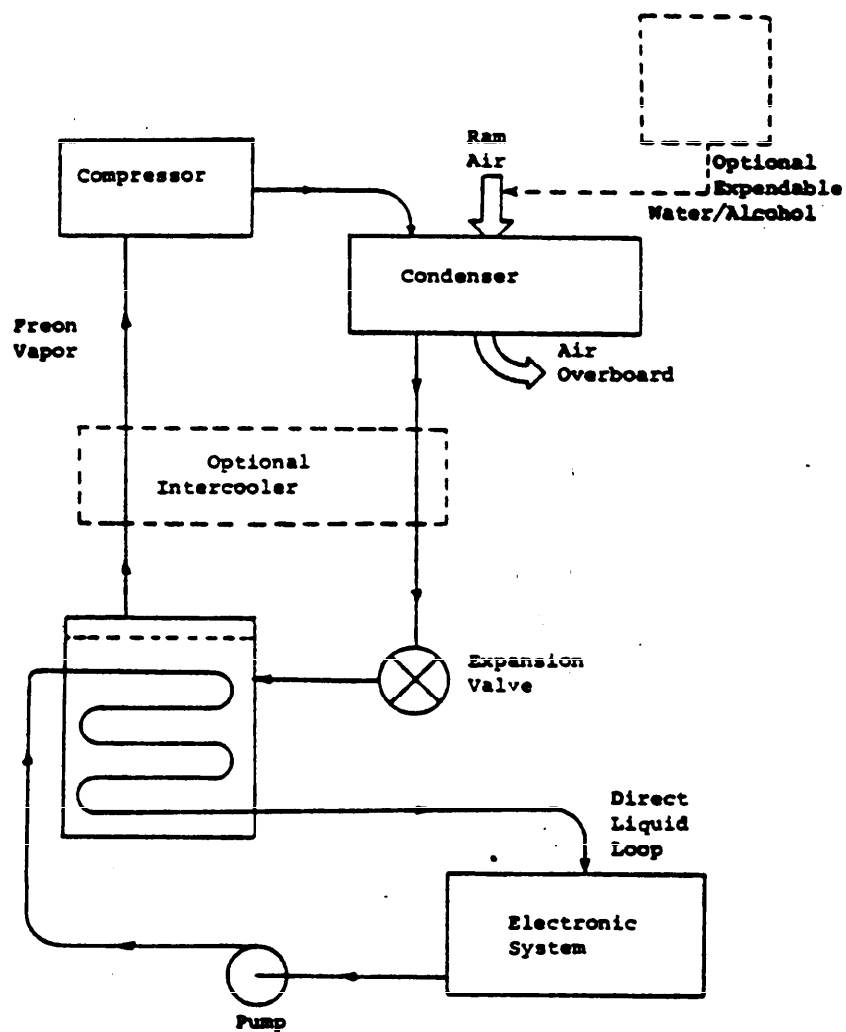 Ram
Air
Optional
Expendable
Water/Alcohol
Compressor
Condenser
Freon
Vapor
Air
Overboard
Optional
Intercooler
Expansion
Valve
Direct
Liquid
Loop
Electronic
System
Pump